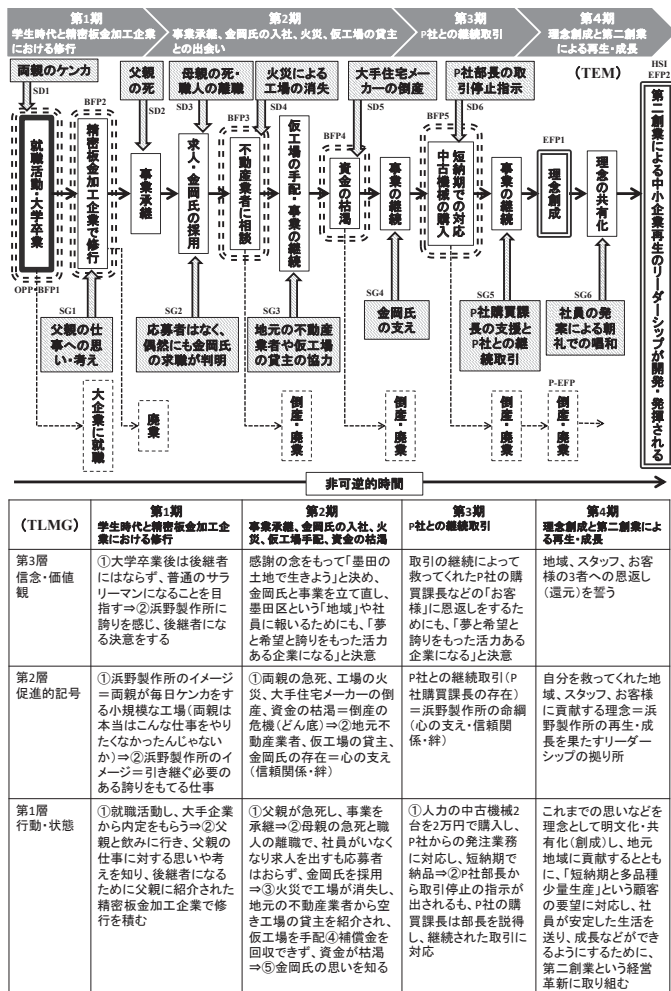 第1期
学生時代と精密板金加工企業
における修行
第2期
事業承継、金岡氏の入社、火災、仮工場の貸主
との出会い
第3期
P社との継続取引
第4期
理念創成と第二創業
による再生・成長
両親のケンカ
SD1
父親
の死
SD2
母親の死・
職人の離職
SD3
火災による
工場の消失
SD4
大手住宅メー
カーの倒産
SD5
P社部長の取
引停止指示
SD6
(TEM)
HSI
EFP2
就職活動・大学卒業
OPP・BFP1
BFP2
精密板金加工企業で修行
事業承継
求人・金岡氏の採用
BFP3
不動産業者に相談
仮工場の手配・事業の継続
BFP4
資金の枯渇
事業の継続
BFP5
短納期での対応
中古機械の購入
事業の継続
EFP1
理念創成
理念の共有化
第二創業による中小企業再生のリーダーシップが開発・発揮される
SG1
父親の仕
事への思
い・考え
SG2
応募者はなく、
偶然にも金岡氏
の求職が判明
SG3
地元の不動産
業者や仮工場
の貸主の協力
SG4
金岡氏
の支え
SG5
P社購買課
長の支援と
P社との継
続取引
SG6
社員の発
案による朝
礼での唱和
大企業に就職
廃業
倒産・廃業
倒産・廃業
倒産・廃業
P-EFP
倒産・廃業
非可逆的時間
(TLMG)
第1期
学生時代と精密板金加工企
業における修行
第2期
事業承継、金岡氏の入社、火
災、仮工場手配、資金の枯渇
第3期
P社との継続取引
第4期
理念創成と第二創業によ
る再生・成長
第3層
信念・価値
観
①大学卒業後は後継者
にはならず、普通のサラ
リーマンになることを目
指す⇒②浜野製作所に
誇りを感じ、後継者にな
る決意をする
感謝の念をもって「墨田の
土地で生きよう」と決め、
金岡氏と事業を立て直し、
墨田区という「地域」や社
員に報いるためにも、「夢
と希望と誇りをもった活力
ある企業になる」と決意
取引の継続によって
救ってくれたP社の購
買課長などの「お客
様」に恩返しをするた
めにも、「夢と希望と
誇りをもった活力ある
企業になる」と決意
地域、スタッフ、お客
様の3者への恩返し
(還元)を誓う
第2層
促進的記号
①浜野製作所のイメージ
=両親が毎日ケンカをす
る小規模な工場(両親は
本当はこんな仕事をやり
たくなかったんじゃない
か)⇒②浜野製作所のイ
メージ=引き継ぐ必要の
ある誇りをもてる仕事
①両親の急死、工場の火
災、大手住宅メーカーの倒
産、資金の枯渇=倒産の
危機(どん底)⇒②地元不
動産業者、仮工場の貸主、
金岡氏の存在=心の支え
(信頼関係・絆)
P社との継続取引(P
社購買課長の存在)
=浜野製作所の命綱
(心の支え・信頼関
係・絆)
自分を救ってくれた地
域、スタッフ、お客様
に貢献する理念=浜
野製作所の再生・成
長を果たすリーダー
シップの拠り所
第1層
行動・状態
①就職活動し、大手企業
から内定をもらう⇒②父
親と飲みに行き、父親の
仕事に対する思いや考
えを知り、後継者になる
ために父親に紹介された
精密板金加工企業で修
行を積む
①父親が急死し、事業を
承継⇒②母親の急死と職
人の離職で、社員がいなく
なり求人を出すも応募者
はおらず、金岡氏を採用
⇒③火災で工場が消失し、
地元の不動産業者から空
き工場の貸主を紹介され、
仮工場を手配④補償金を
回収できず、資金が枯渇
⇒⑤金岡氏の思いを知る
①人力の中古機械2
台を2万円で購入し、
P社からの発注業務
に対応し、短納期で
納品⇒②P社部長か
ら取引停止の指示が
出されるも、P社の購
買課長は部長を説得
し、継続された取引に
対応
これまでの思いなどを
理念として明文化・共
有化(創成)し、地元
地域に貢献するととも
に、「短納期と多品種
少量生産」という顧客
の要望に対応し、社
員が安定した生活を
送り、成長などができ
るようにするために、
第二創業という経営
革新に取り組む